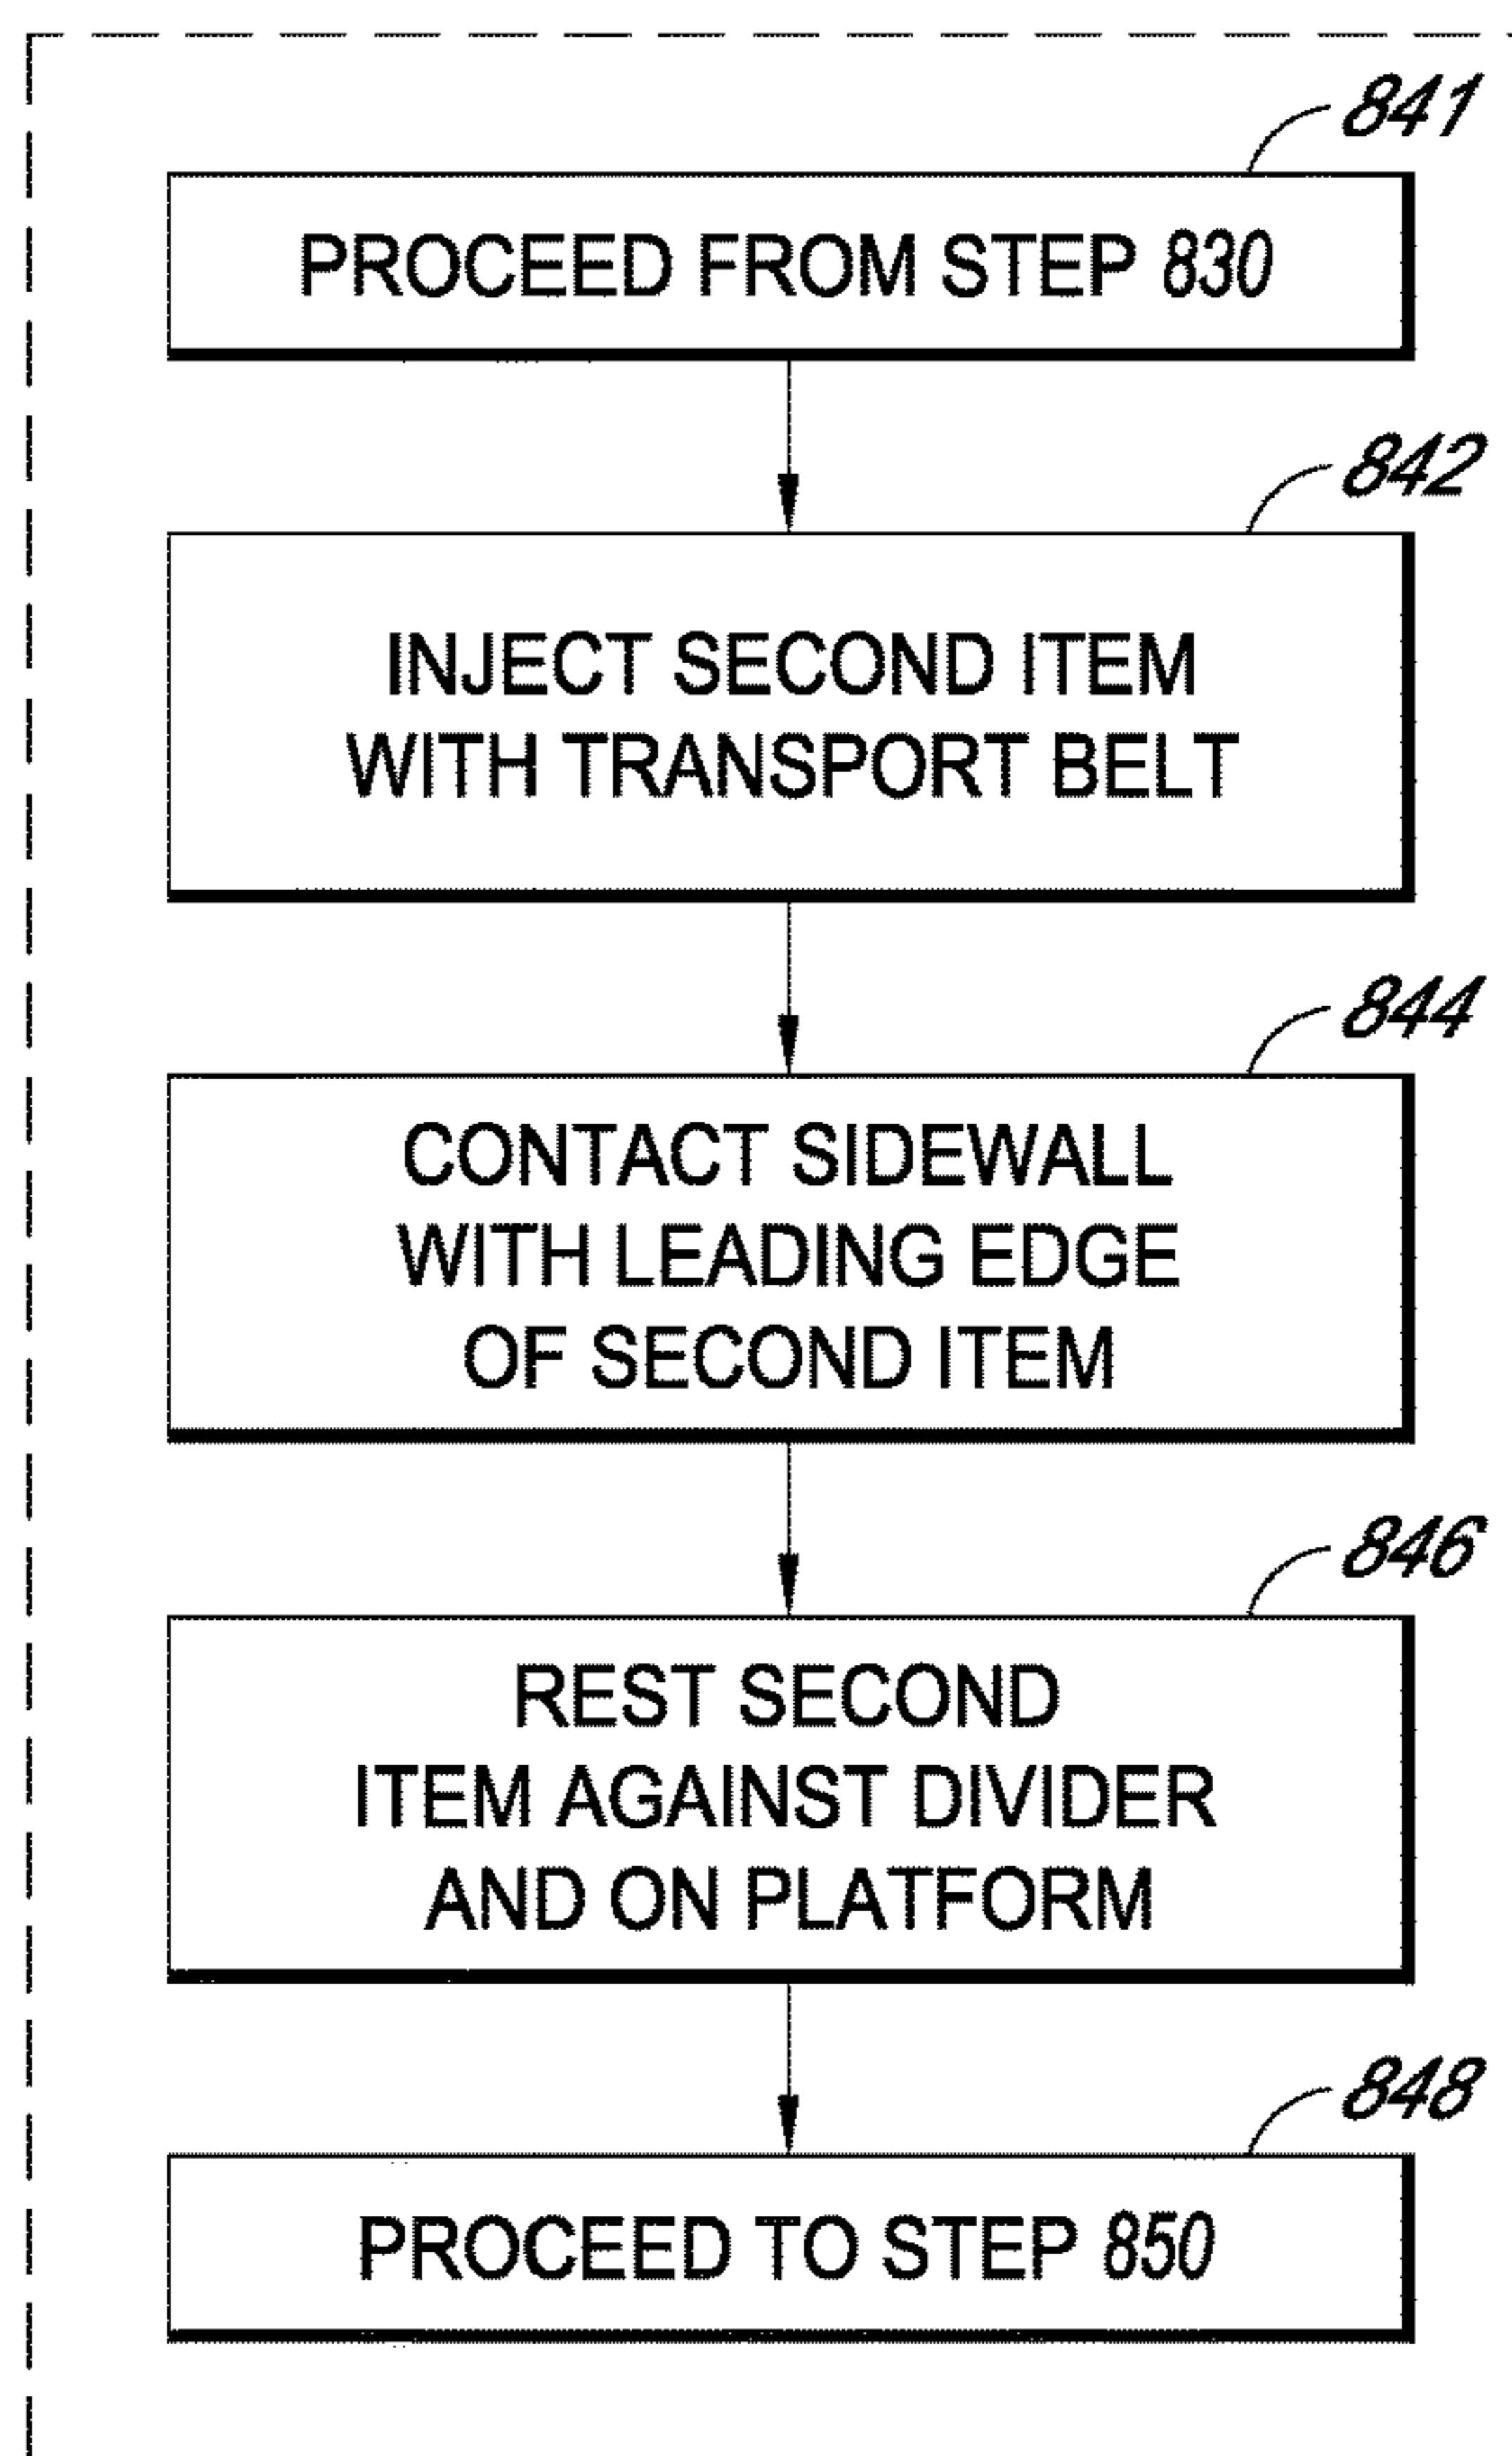 841
PROCEED FROM STEP 830
842
INJECT SECOND ITEM
WITH TRANSPORT BELT
844
CONTACT SIDEWALL
WITH LEADING EDGE
OF SECOND ITEM
846
REST SECOND
ITEM AGAINST DIVIDER
AND ON PLATFORM
848
PROCEED TO STEP 850